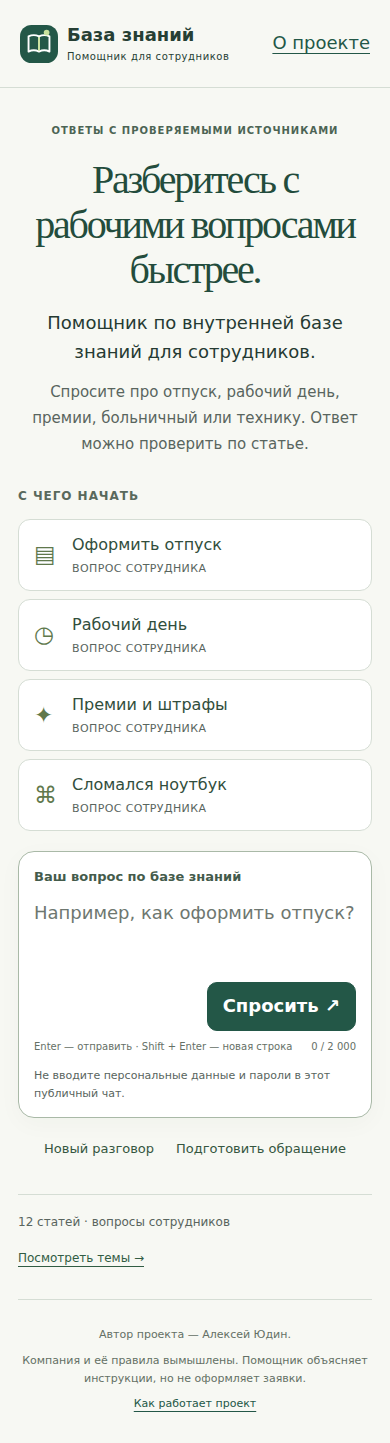 База знаний
Помощник для сотрудников
О проекте
ОТВЕТЫ С ПРОВЕРЯЕМЫМИ ИСТОЧНИКАМИ
Разберитесь с
рабочими вопросами
быстрее.
Помощник по внутренней базе
знаний для сотрудников.
Спросите про отпуск, рабочий день,
премии, больничный или технику. Ответ
можно проверить по статье.
С ЧЕГО НАЧАТЬ
Оформить отпуск
ВОПРОС СОТРУДНИКА
Рабочий день
ВОПРОС СОТРУДНИКА
Премии и штрафы
ВОПРОС СОТРУДНИКА
Сломался ноутбук
ВОПРОС СОТРУДНИКА
Ваш вопрос по базе знаний
Например, как оформить отпуск?
Спросить ↗
Enter — отправить · Shift + Enter — новая строка 0 / 2 000
Не вводите персональные данные и пароли в этот
публичный чат.
Новый разговор Подготовить обращение
12 статей · вопросы сотрудников
Посмотреть темы →
Автор проекта — Алексей Юдин.
Компания и её правила вымышлены. Помощник объясняет
инструкции, но не оформляет заявки.
Как работает проект